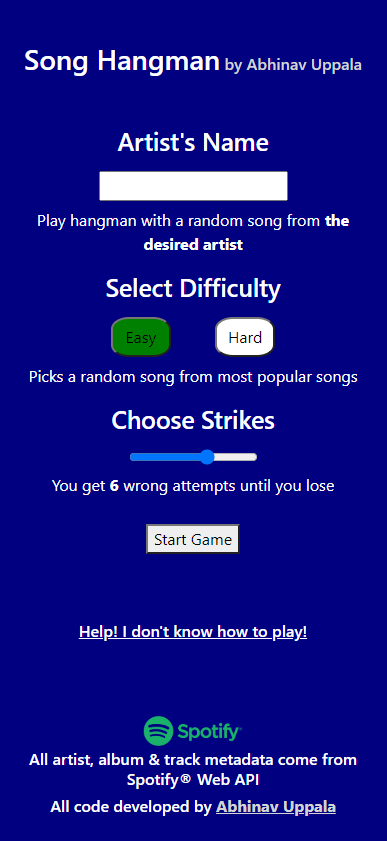 Song Hangman by Abhinav Uppala
Artist's Name
Play hangman with a random song from the
desired artist
Select Difficulty
Easy Hard
Picks a random song from most popular songs
Choose Strikes
You get 6 wrong attempts until you lose
Start Game
Help! I don't know how to play!
Spotify®
All artist, album & track metadata come from
Spotify® Web API
All code developed by Abhinav Uppala